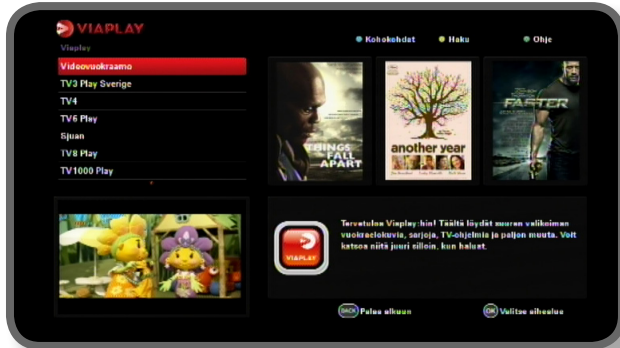 VIAPLAY
Viaplay
Kohokohdat
Haku
Ohje
Videovuokraamo
TV3 Play Sverige
TV4
TV6 Play
Sjuan
TV8 Play
TV1000 Play
THINGS
FALL
APART
another year
FASTER
VIAPLAY
Tervetuloa Viaplay:hin! Täältä löydät suuren valikoiman
vuokraelokuvia, sarjoja, TV-ohjelmia ja paljon muuta. Voit
katsoa niitä juuri silloin, kun haluat.
BACK Palaa alkuun
OK Valitse aihealue